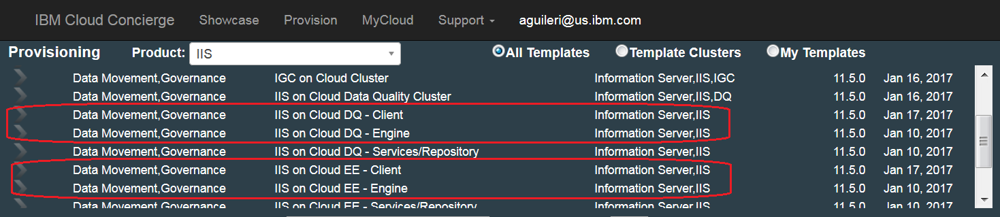 IBM Cloud Concierge Showcase Provision MyCloud Support aguileri@us.ibm.com
Provisioning Product: IIS All Templates Template Clusters My Templates
Data Movement,Governance IGC on Cloud Cluster Information Server,IIS,IGC 11.5.0 Jan 16, 2017
Data Movement,Governance IIS on Cloud Data Quality Cluster Information Server,IIS,DQ 11.5.0 Jan 16, 2017
Data Movement,Governance IIS on Cloud DQ - Client Information Server,IIS 11.5.0 Jan 17, 2017
Data Movement,Governance IIS on Cloud DQ - Engine Information Server,IIS 11.5.0 Jan 10, 2017
Data Movement,Governance IIS on Cloud DQ - Services/Repository Information Server,IIS 11.5.0 Jan 10, 2017
Data Movement,Governance IIS on Cloud EE - Client Information Server,IIS 11.5.0 Jan 17, 2017
Data Movement,Governance IIS on Cloud EE - Engine Information Server,IIS 11.5.0 Jan 10, 2017
Data Movement,Governance IIS on Cloud EE - Services/Repository Information Server,IIS 11.5.0 Jan 10, 2017